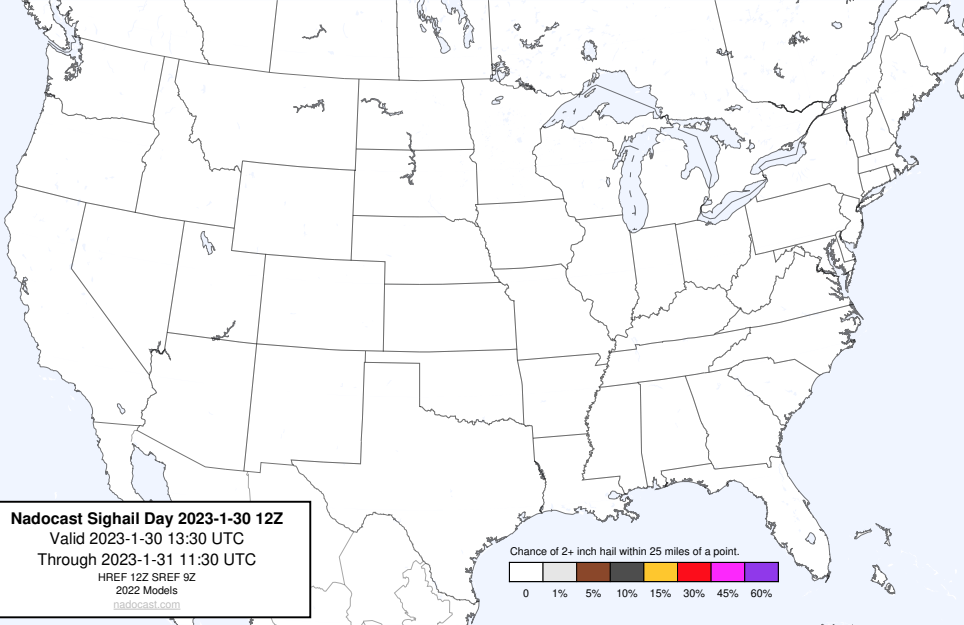 Nadocast Sighail Day 2023-1-30 12Z
Valid 2023-1-30 13:30 UTC
Through 2023-1-31 11:30 UTC
HREF 12Z SREF 9Z
2022 Models
nadocast.com
Chance of 2+ inch hail within 25 miles of a point.
0 1% 5% 10% 15% 30% 45% 60%